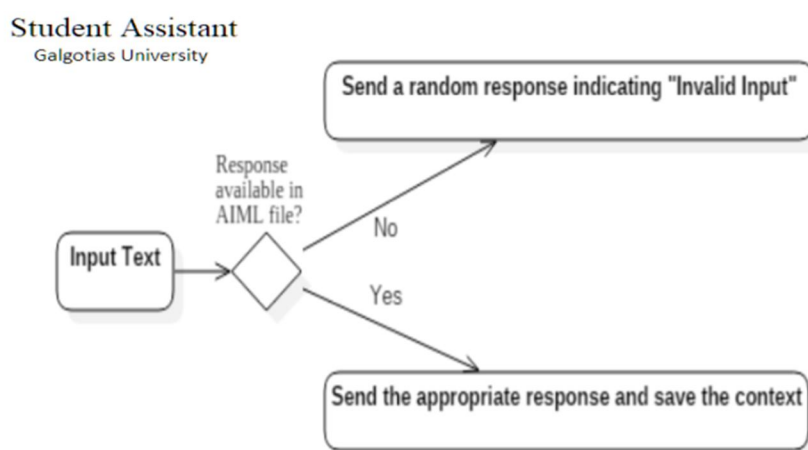 Student Assistant
Galgotias University
Send a random response indicating "Invalid Input"
Response
available in
AIML file?
No
Input Text
Yes
Send the appropriate response and save the context